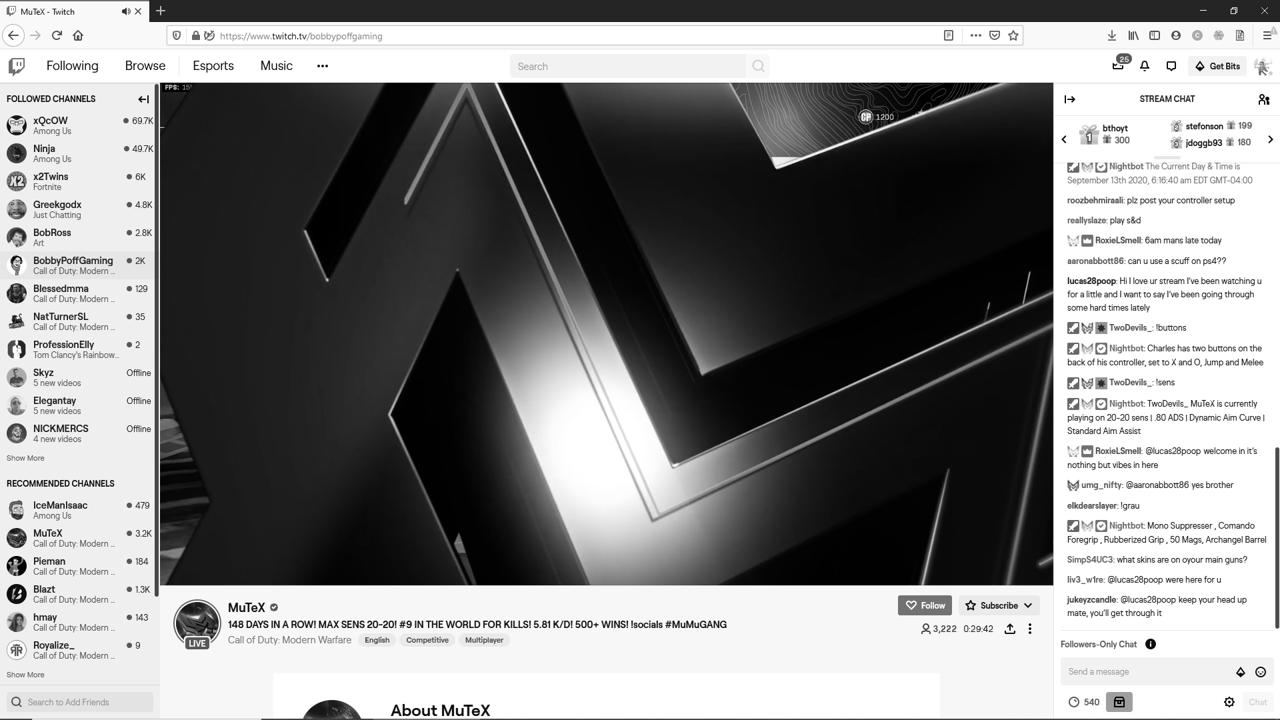 MuTeX - Twitch
https://www.twitch.tv/bobbypoffgaming
Following
Browse
Esports
Music
Search
25
Get Bits
FOLLOWED CHANNELS
xQcOW 69.7K
Among Us
Ninja 49.7K
Among Us
x2Twins 6K
Fortnite
Greekgodx 4.8K
Just Chatting
BobRoss 2.8K
Art
BobbyPoffGaming 2K
Call of Duty: Modern ...
Blessedmma 129
Call of Duty: Modern ...
NatTurnerSL 35
Call of Duty: Modern ...
ProfessionElly 2
Tom Clancy's Rainbow...
Skyz Offline
5 new videos
Elegantay Offline
5 new videos
NICKMERCS Offline
4 new videos
Show More
RECOMMENDED CHANNELS
IceManIsaac 479
Among Us
MuTeX 3.2K
Call of Duty: Modern ...
Pieman 184
Call of Duty: Modern ...
Blazt 1.3K
Call of Duty: Modern ...
hmay 143
Call of Duty: Modern ...
Royalize_ 9
Call of Duty: Modern ...
Show More
Search to Add Friends
FPS: 15
CP 1200
LIVE
MuTeX
148 DAYS IN A ROW! MAX SENS 20-20! #9 IN THE WORLD FOR KILLS! 5.81 K/D! 500+ WINS! !socials #MuMuGANG
Call of Duty: Modern Warfare English Competitive Multiplayer
Follow
Subscribe
3,222 0:29:42
About MuTeX
STREAM CHAT
1 bthoyt
300
2 stefonson 199
3 jdoggb93 180
Nightbot The Current Day & Time is
September 13th 2020, 6:16:40 am EDT GMT-04:00
roozbehmiraali: plz post your controller setup
reallyslaze: play s&d
RoxieLSmell: 6am mans late today
aaronabbott86: can u use a scuff on ps4??
lucas28poop: Hi I love ur stream I've been watching u
for a little and I want to say I've been going through
some hard times lately
TwoDevils_: !buttons
Nightbot: Charles has two buttons on the
back of his controller, set to X and O, Jump and Melee
TwoDevils_: !sens
Nightbot: TwoDevils_ MuTeX is currently
playing on 20-20 sens | .80 ADS | Dynamic Aim Curve |
Standard Aim Assist
RoxieLSmell: @lucas28poop welcome in it's
nothing but vibes in here
umg_nifty: @aaronabbott86 yes brother
elkdearslayer: !grau
Nightbot: Mono Suppresser , Comando
Foregrip , Rubberized Grip , 50 Mags, Archangel Barrel
SimpS4UC3: what skins are on oyour main guns?
liv3_w1re: @lucas28poop were here for u
jukeyzcandle: @lucas28poop keep your head up
mate, you'll get through it
Followers-Only Chat
Send a message
540
Chat